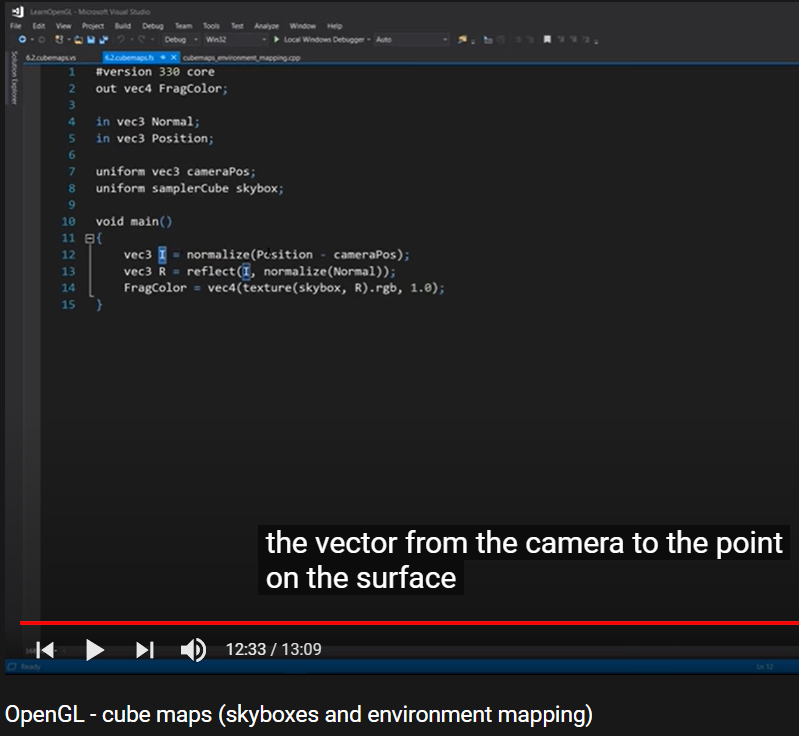 LearnOpenGL - Microsoft Visual Studio
File Edit View Project Build Debug Team Tools Test Analyze Window Help
Debug Win32 Local Windows Debugger Auto
6.2.cubemaps.vs 6.2.cubemaps.fs cubemaps_environment_mapping.cpp
Solution Explorer
1 #version 330 core
2 out vec4 FragColor;
3
4 in vec3 Normal;
5 in vec3 Position;
6
7 uniform vec3 cameraPos;
8 uniform samplerCube skybox;
9
10 void main()
11 {
12 vec3 I = normalize(Position - cameraPos);
13 vec3 R = reflect(I, normalize(Normal));
14 FragColor = vec4(texture(skybox, R).rgb, 1.0);
15 }
the vector from the camera to the point
on the surface
12:33 / 13:09
Ready Ln 12
OpenGL - cube maps (skyboxes and environment mapping)